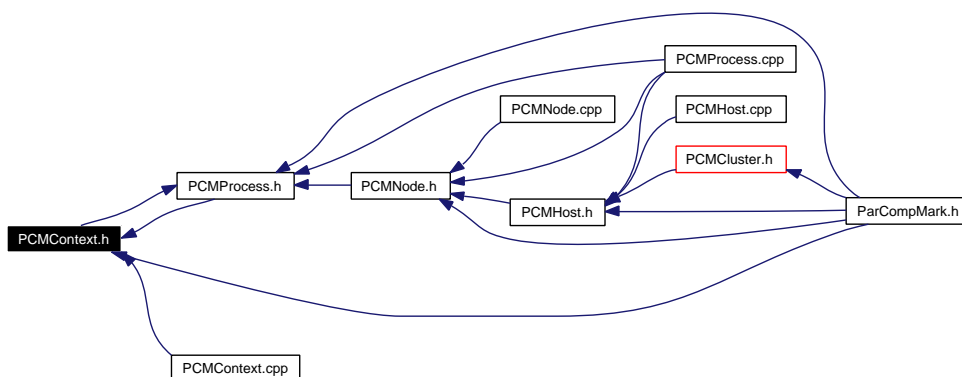 PCMProcess.cpp
PCMNode.cpp
PCMHost.cpp
PCMCluster.h
PCMProcess.h
PCMNode.h
PCMHost.h
ParCompMark.h
PCMContext.h
PCMContext.cpp